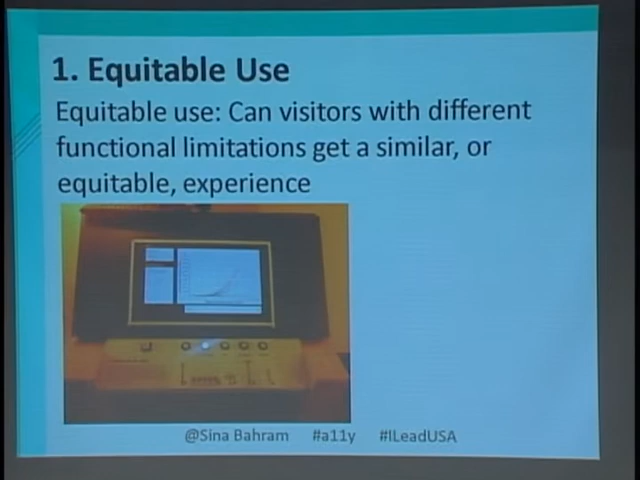 1. Equitable Use
Equitable use: Can visitors with different
functional limitations get a similar, or
equitable, experience
@Sina Bahram #a11y #ILeadUSA